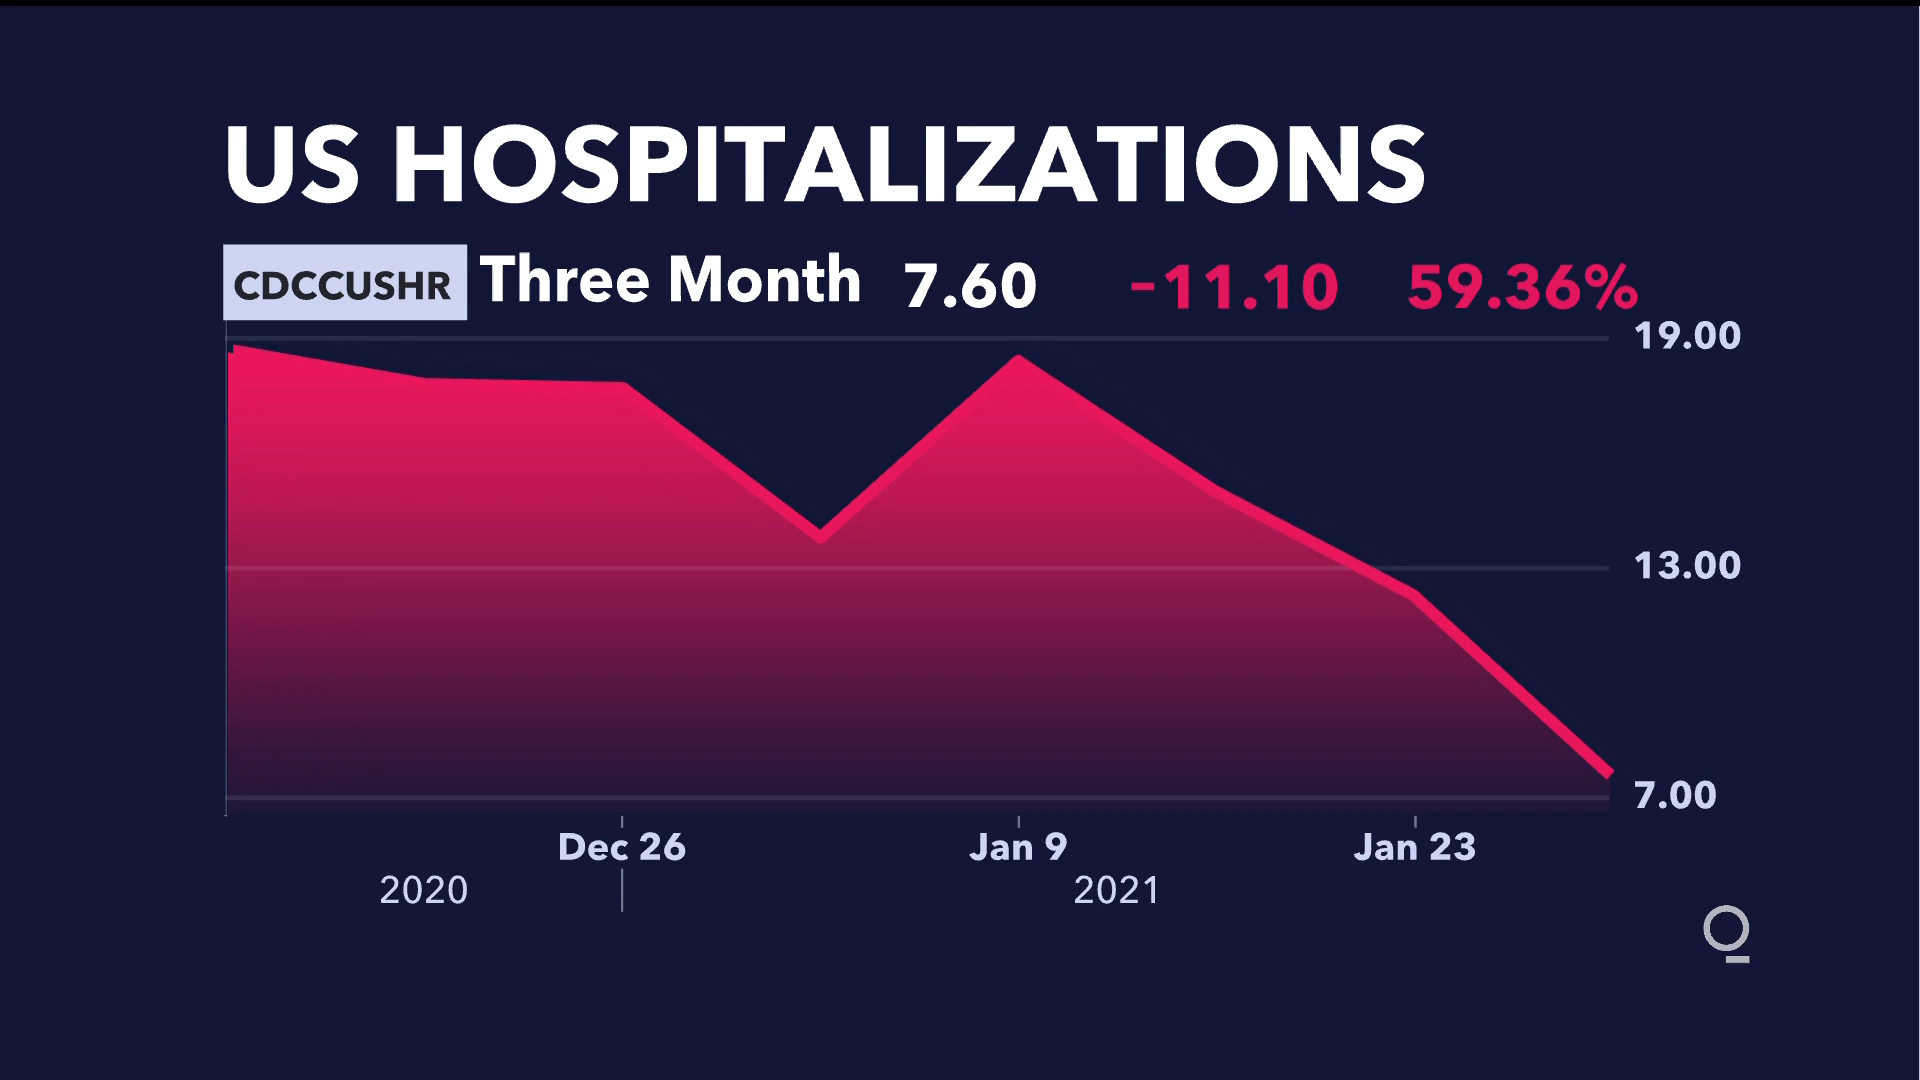 US HOSPITALIZATIONS
CDCCUSHR Three Month 7.60 -11.10 59.36%
19.00
13.00
7.00
Dec 26 Jan 9 Jan 23
2020 2021